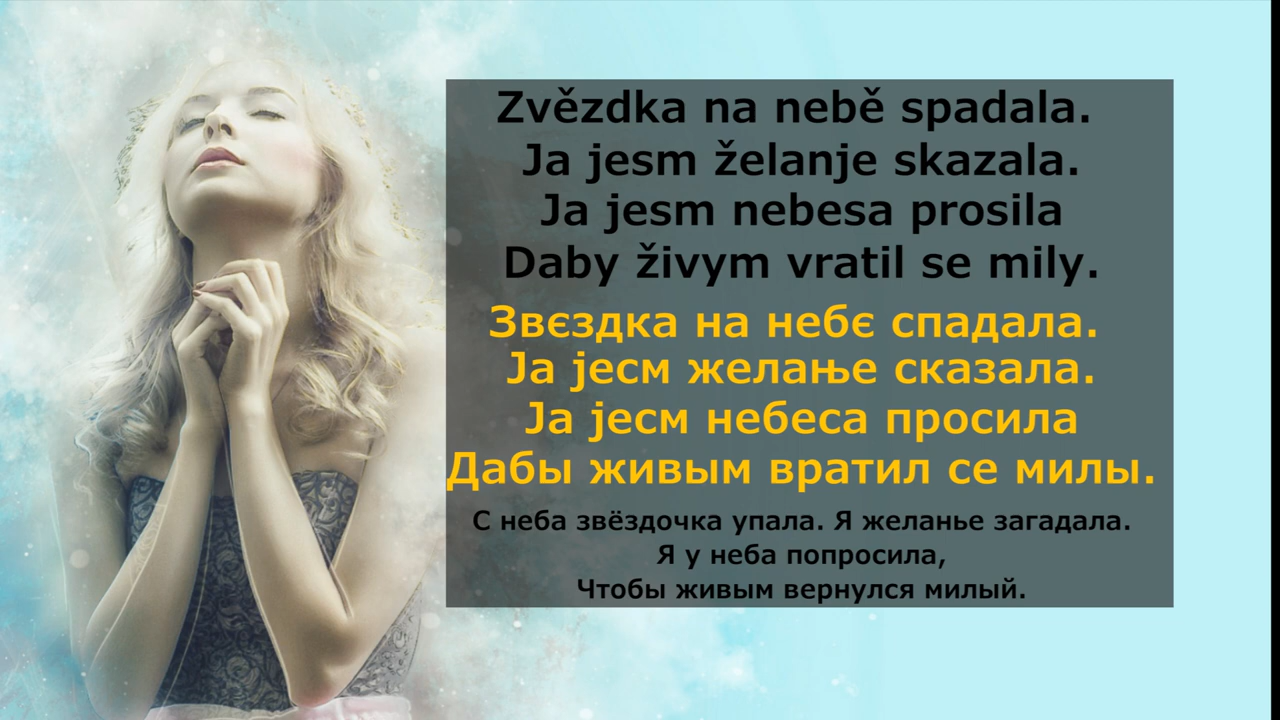 Zvězdka na nebě spadala.
Ja jesm želanje skazala.
Ja jesm nebesa prosila
Daby živym vratil se mily.
Звєздка на небє спадала.
Ја јесм желање сказала.
Ја јесм небеса просила
Дабы живым вратил се милы.
С неба звёздочка упала. Я желанье загадала.
Я у неба попросила,
Чтобы живым вернулся милый.